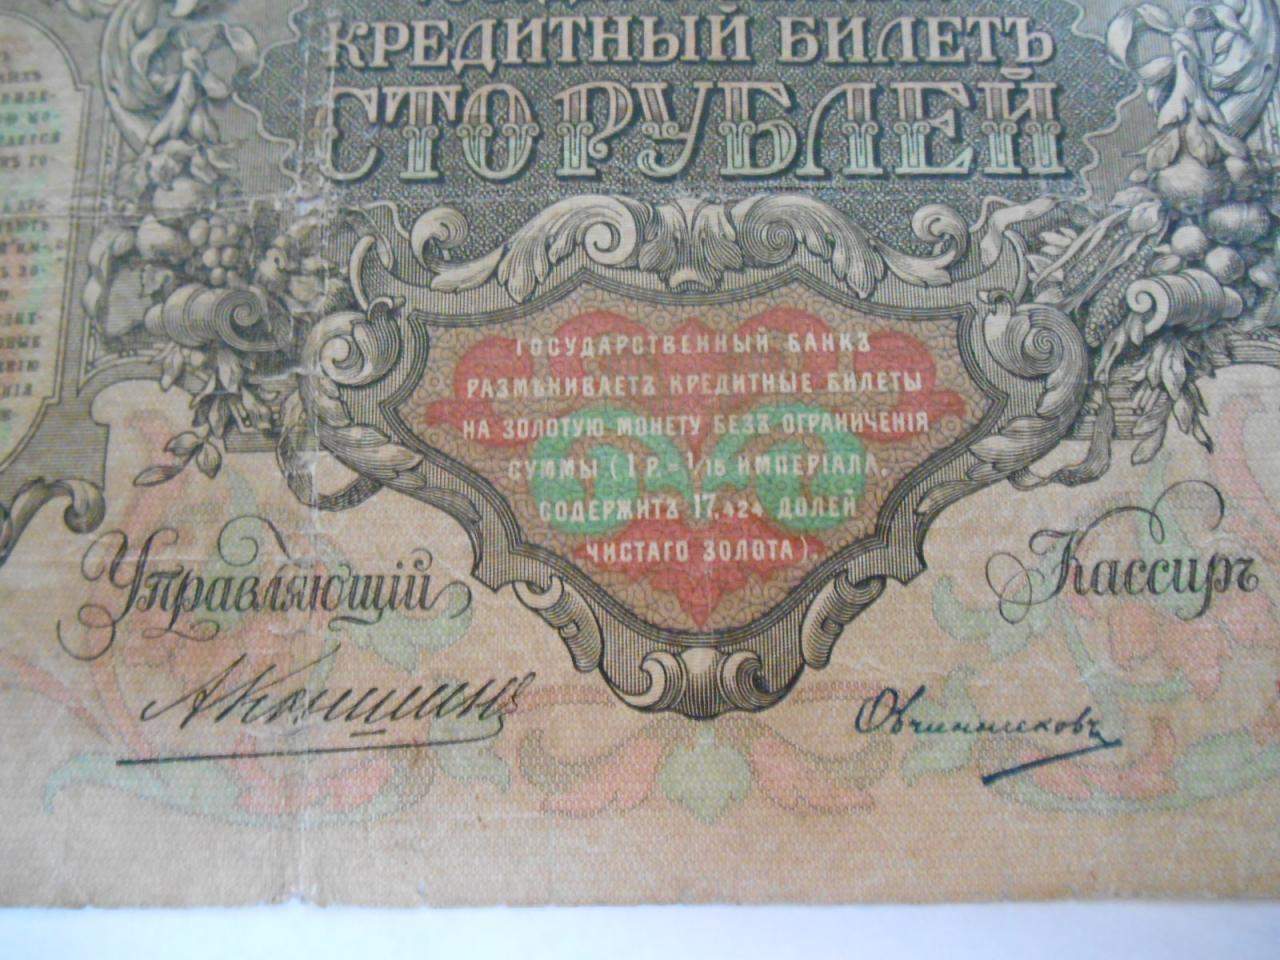 КРЕДИТНЫЙ БИЛЕТЪ
СТО РУБЛЕЙ
ГОСУДАРСТВЕННЫЙ БАНКЪ
РАЗМѢНИВАЕТЪ КРЕДИТНЫЕ БИЛЕТЫ
НА ЗОЛОТУЮ МОНЕТУ БЕЗЪ ОГРАНИЧЕНІЯ
СУММЫ (1 Р.= 1/15 ИМПЕРІАЛА,
СОДЕРЖИТЪ 17,424 ДОЛЕЙ
ЧИСТАГО ЗОЛОТА).
Управляющій
Кассиръ
АКоншинъ
Овчинниковъ